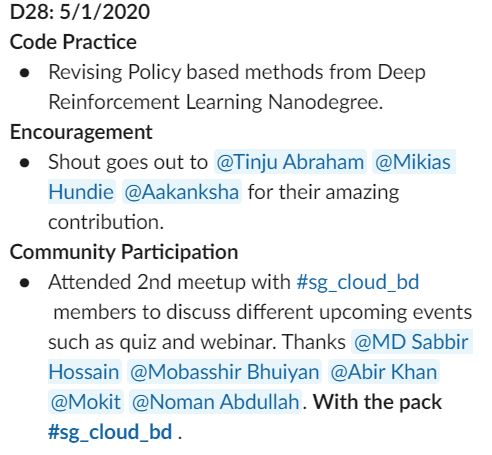 D28: 5/1/2020
Code Practice
● Revising Policy based methods from Deep
Reinforcement Learning Nanodegree.
Encouragement
● Shout goes out to @Tinju Abraham @Mikias
Hundie @Aakanksha for their amazing
contribution.
Community Participation
● Attended 2nd meetup with #sg_cloud_bd
members to discuss different upcoming events
such as quiz and webinar. Thanks @MD Sabbir
Hossain @Mobasshir Bhuiyan @Abir Khan
@Mokit @Noman Abdullah. With the pack
#sg_cloud_bd .